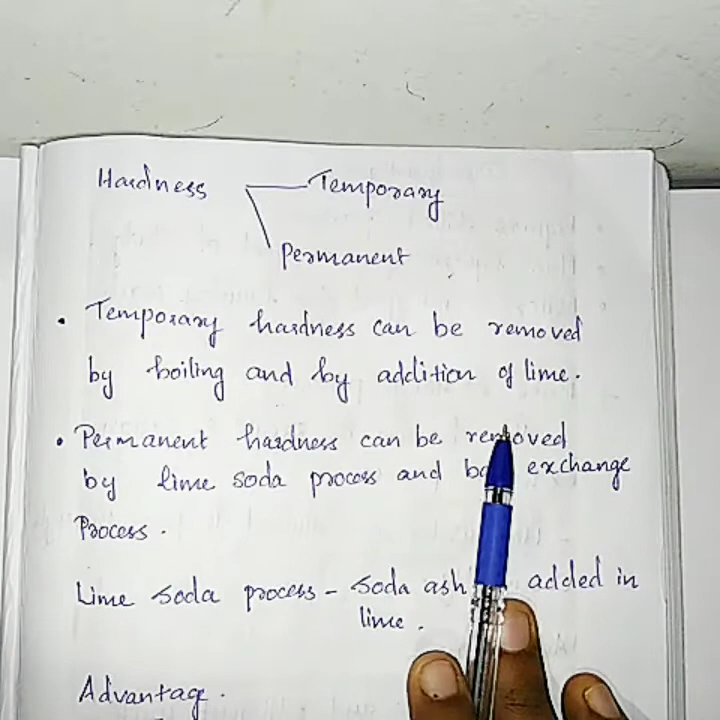 Hardness
Temporary
Permanent
• Temporary hardness can be removed
by boiling and by addition of lime.
• Permanent hardness can be removed
by lime soda process and exchange
Process.
Lime soda process - soda ash added in
lime.
Advantage.